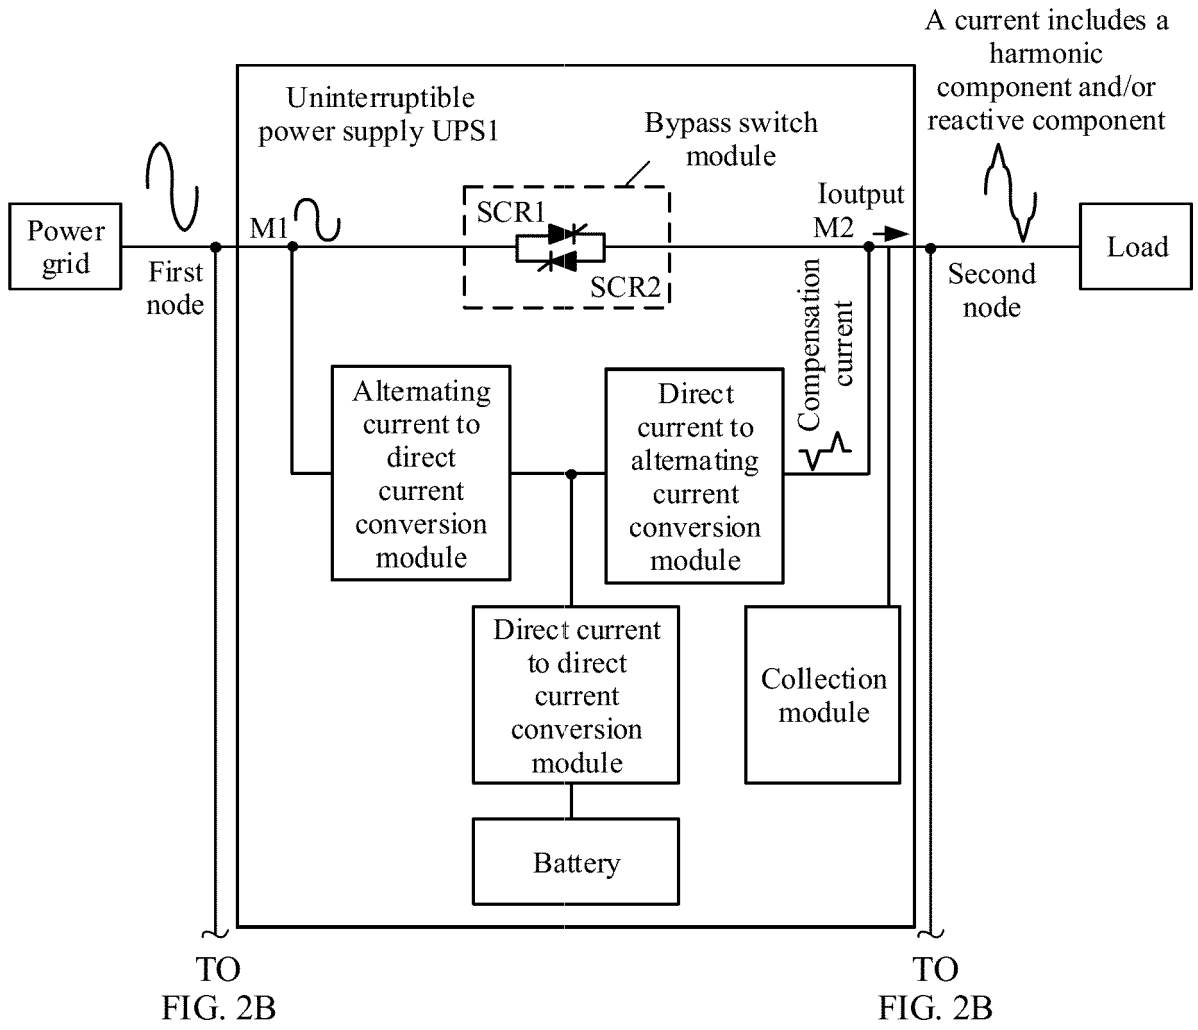 A current includes a
harmonic
component and/or
reactive component
Uninterruptible
power supply UPS1
Bypass switch
module
Power
grid
First
node
M1
SCR1
SCR2
Ioutput
M2
Second
node
Load
Compensation
current
Alternating
current to
direct
current
conversion
module
Direct
current to
alternating
current
conversion
module
Direct current
to direct
current
conversion
module
Collection
module
Battery
TO
FIG. 2B
TO
FIG. 2B